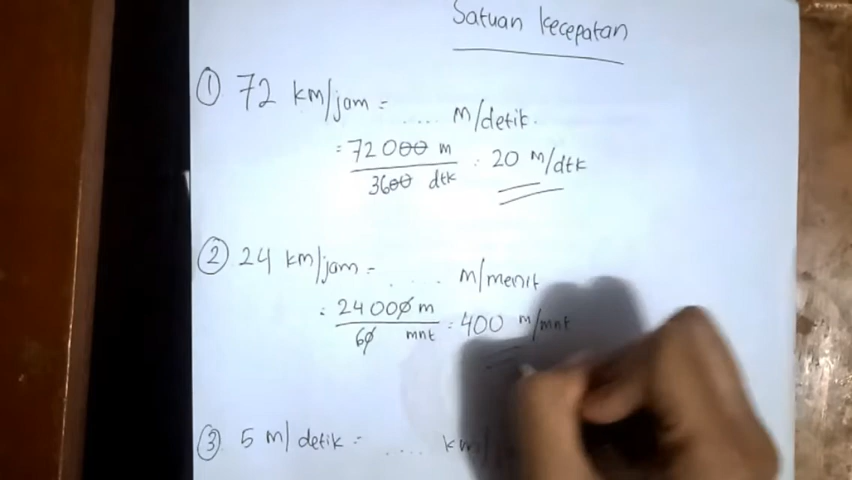 Satuan kecepatan
① 72 km/jam = .... m/detik.
= 72000 m / 3600 dtk = 20 m/dtk
② 24 km/jam = .... m/menit
= 24000 m / 60 mnt = 400 m/mnt
③ 5 m/detik = .... km/